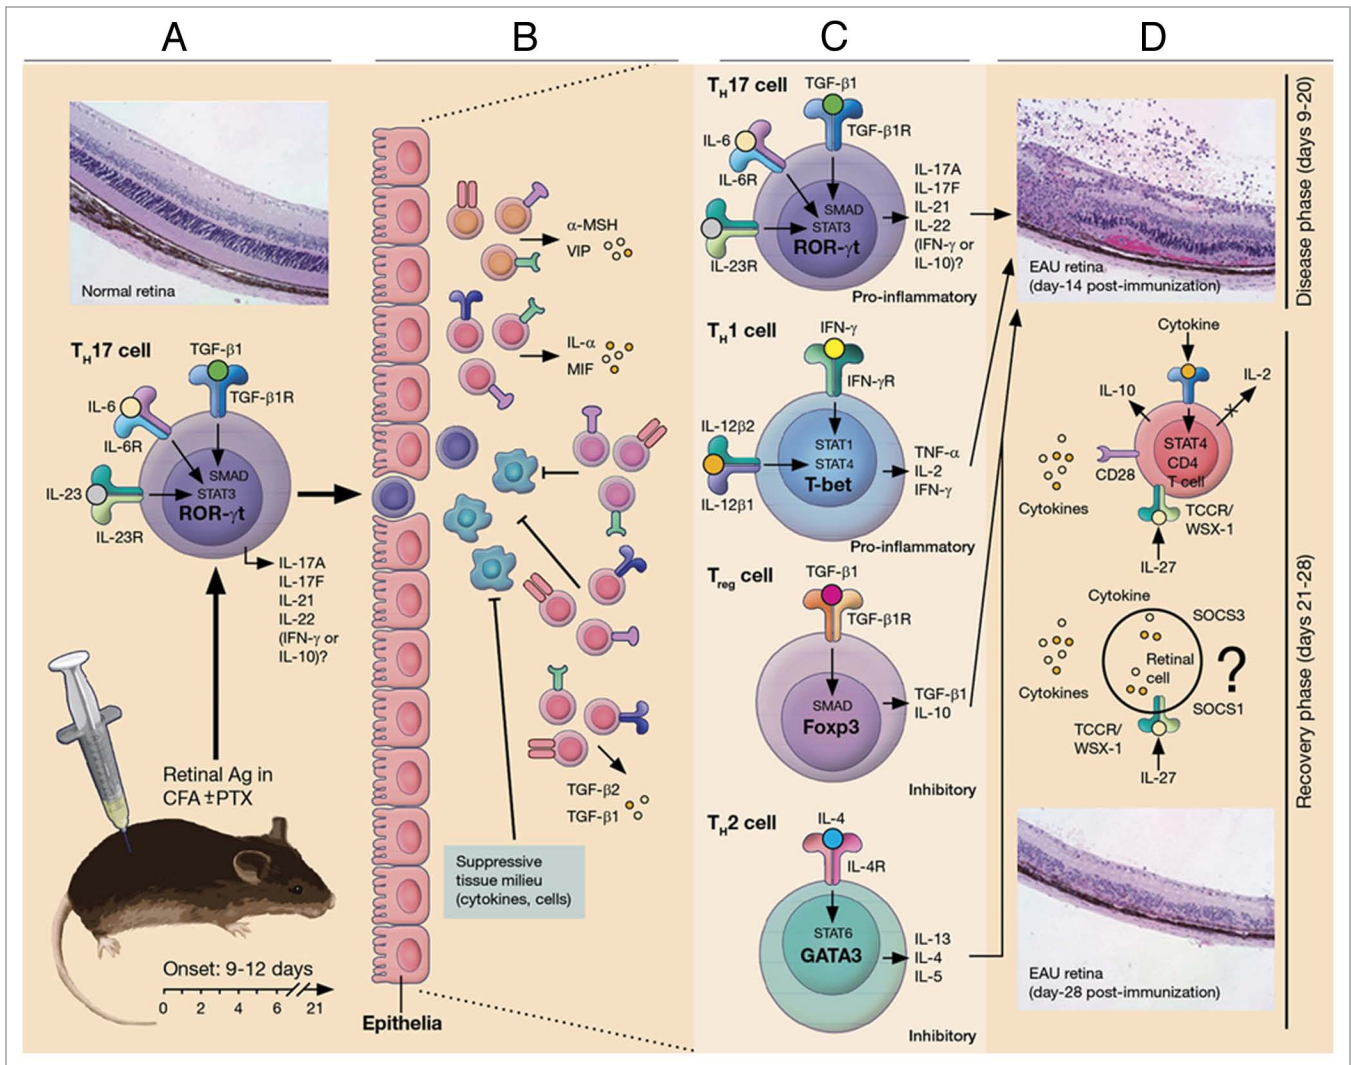 A
B
C
D
Normal retina
TH17 cell
TGF-β1
TGF-β1R
IL-6
IL-6R
IL-23
IL-23R
SMAD
STAT3
ROR-γt
IL-17A
IL-17F
IL-21
IL-22
(IFN-γ or
IL-10)?
Retinal Ag in
CFA ±PTX
Onset: 9-12 days
0 2 4 6 21
α-MSH
VIP
IL-α
MIF
TGF-β2
TGF-β1
Suppressive
tissue milieu
(cytokines, cells)
Epithelia
TH17 cell
TGF-β1
TGF-β1R
IL-6
IL-6R
IL-23R
SMAD
STAT3
ROR-γt
IL-17A
IL-17F
IL-21
IL-22
(IFN-γ or
IL-10)?
Pro-inflammatory
TH1 cell
IFN-γ
IFN-γR
IL-12β2
IL-12β1
STAT1
STAT4
T-bet
TNF-α
IL-2
IFN-γ
Pro-inflammatory
Treg cell
TGF-β1
TGF-β1R
SMAD
Foxp3
TGF-β1
IL-10
Inhibitory
TH2 cell
IL-4
IL-4R
STAT6
GATA3
IL-13
IL-4
IL-5
Inhibitory
EAU retina
(day-14 post-immunization)
Disease phase (days 9-20)
Cytokine
IL-10
IL-2
STAT4
CD4
T cell
CD28
Cytokines
TCCR/
WSX-1
IL-27
Cytokine
SOCS3
Retinal
cell
?
Cytokines
SOCS1
TCCR/
WSX-1
IL-27
EAU retina
(day-28 post-immunization)
Recovery phase (days 21-28)